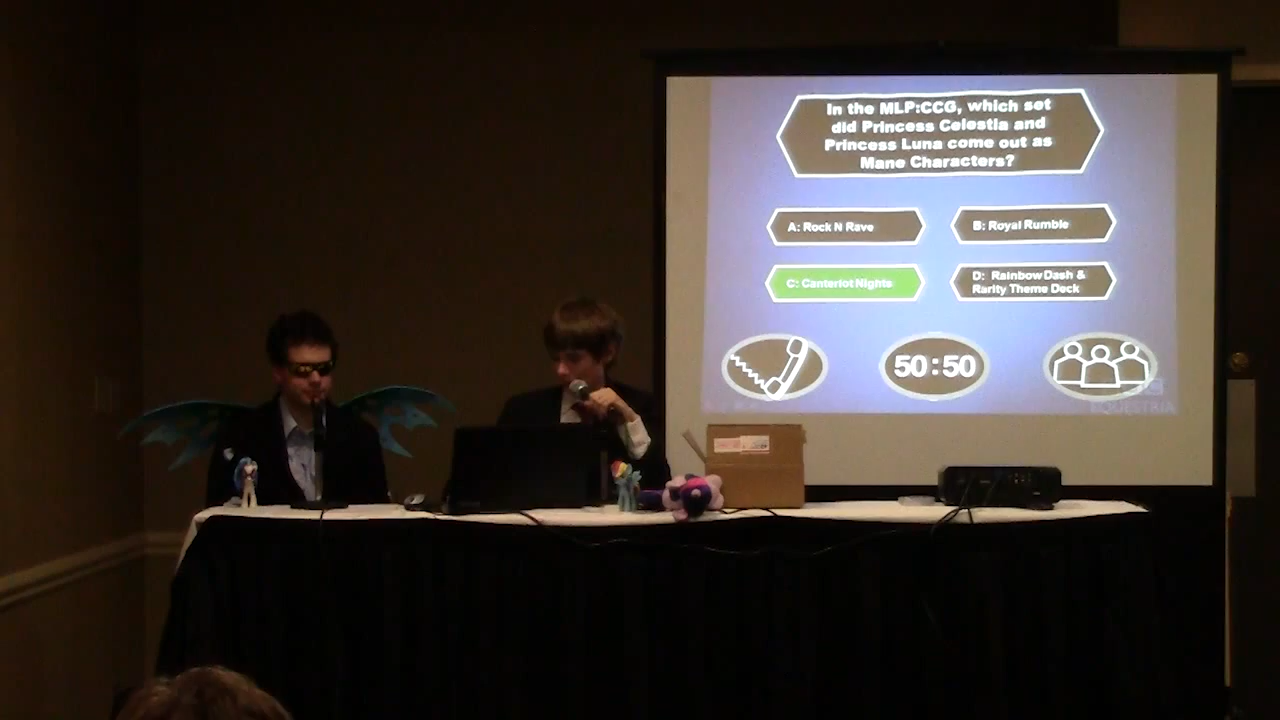 In the MLP:CCG, which set
did Princess Celestia and
Princess Luna come out as
Mane Characters?
A: Rock N Rave
B: Royal Rumble
C: Canterlot Nights
D: Rainbow Dash &
Rarity Theme Deck
50:50
EQUESTRIA